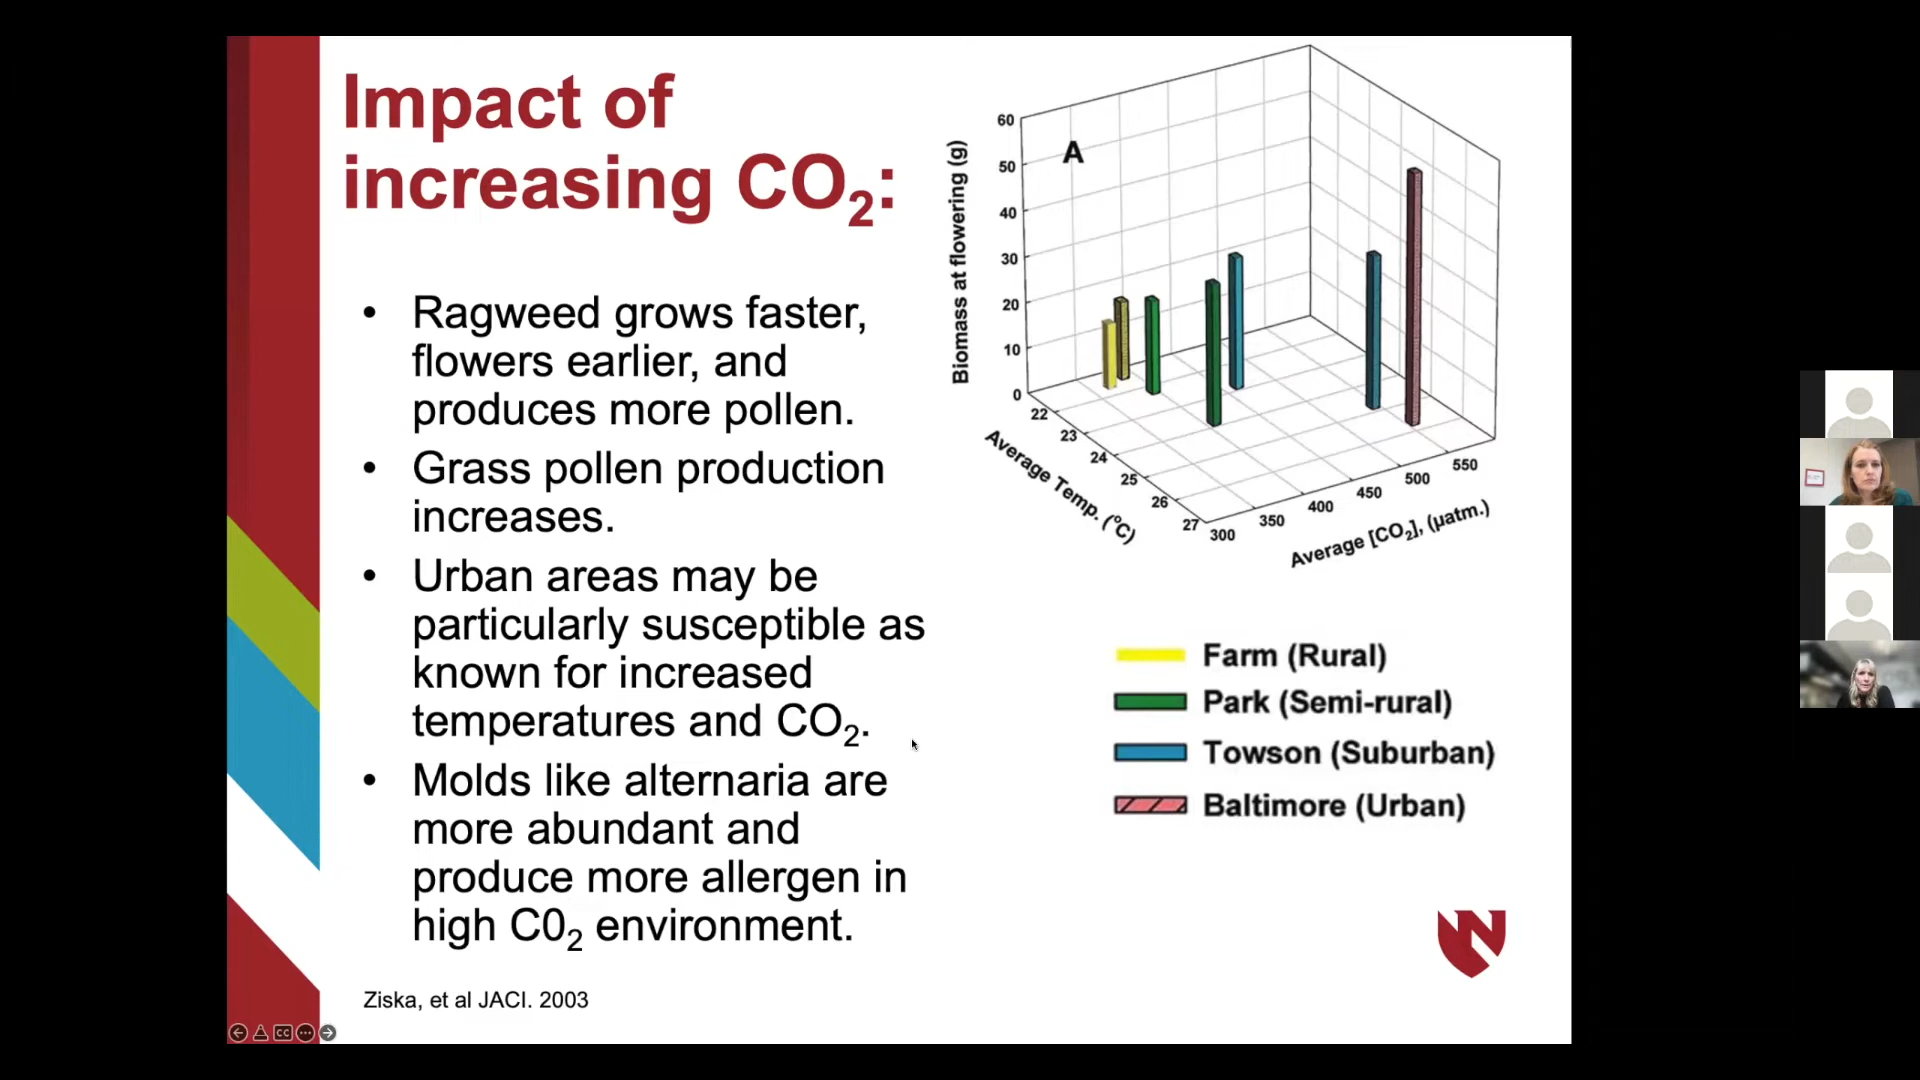 Impact of
increasing CO₂:
• Ragweed grows faster,
flowers earlier, and
produces more pollen.
• Grass pollen production
increases.
• Urban areas may be
particularly susceptible as
known for increased
temperatures and CO₂.
• Molds like alternaria are
more abundant and
produce more allergen in
high C0₂ environment.
Ziska, et al JACI. 2003
A
Biomass at flowering (g)
60
50
40
30
20
10
0
22
23
24
25
26
27
Average Temp. (°C)
300
350
400
450
500
550
Average [CO₂], (µatm.)
Farm (Rural)
Park (Semi-rural)
Towson (Suburban)
Baltimore (Urban)
N
CC